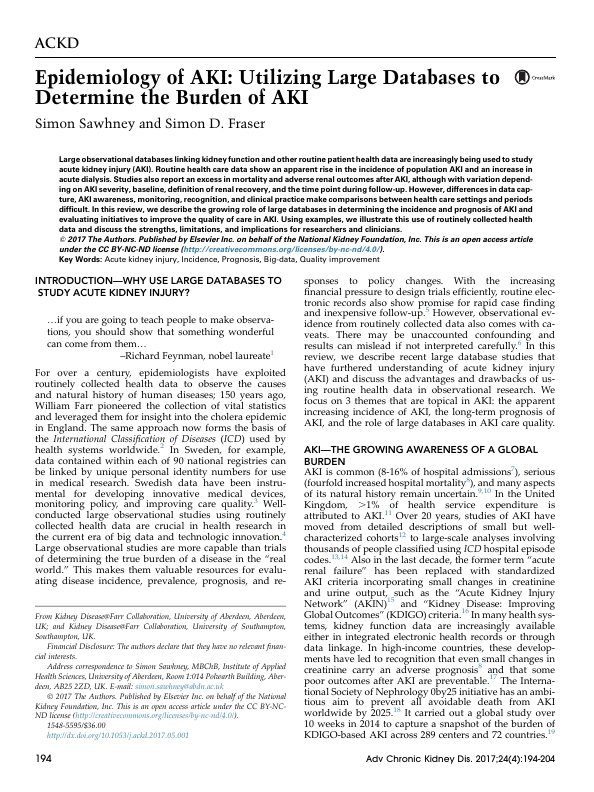 ACKD
Epidemiology of AKI: Utilizing Large Databases to
Determine the Burden of AKI
CrossMark
Simon Sawhney and Simon D. Fraser
Large observational databases linking kidney function and other routine patient health data are increasingly being used to study
acute kidney injury (AKI). Routine health care data show an apparent rise in the incidence of population AKI and an increase in
acute dialysis. Studies also report an excess in mortality and adverse renal outcomes after AKI, although with variation depend-
ing on AKI severity, baseline, definition of renal recovery, and the time point during follow-up. However, differences in data cap-
ture, AKI awareness, monitoring, recognition, and clinical practice make comparisons between health care settings and periods
difficult. In this review, we describe the growing role of large databases in determining the incidence and prognosis of AKI and
evaluating initiatives to improve the quality of care in AKI. Using examples, we illustrate this use of routinely collected health
data and discuss the strengths, limitations, and implications for researchers and clinicians.
© 2017 The Authors. Published by Elsevier Inc. on behalf of the National Kidney Foundation, Inc. This is an open access article
under the CC BY-NC-ND license (http://creativecommons.org/licenses/by-nc-nd/4.0/).
Key Words: Acute kidney injury, Incidence, Prognosis, Big-data, Quality improvement
INTRODUCTION—WHY USE LARGE DATABASES TO
STUDY ACUTE KIDNEY INJURY?
…if you are going to teach people to make observa-
tions, you should show that something wonderful
can come from them…
–Richard Feynman, nobel laureate1
For over a century, epidemiologists have exploited
routinely collected health data to observe the causes
and natural history of human diseases; 150 years ago,
William Farr pioneered the collection of vital statistics
and leveraged them for insight into the cholera epidemic
in England. The same approach now forms the basis of
the International Classification of Diseases (ICD) used by
health systems worldwide.2 In Sweden, for example,
data contained within each of 90 national registries can
be linked by unique personal identity numbers for use
in medical research. Swedish data have been instru-
mental for developing innovative medical devices,
monitoring policy, and improving care quality.3 Well-
conducted large observational studies using routinely
collected health data are crucial in health research in
the current era of big data and technologic innovation.4
Large observational studies are more capable than trials
of determining the true burden of a disease in the "real
world." This makes them valuable resources for evalu-
ating disease incidence, prevalence, prognosis, and re-
From Kidney Diseases@Farr Collaboration, University of Aberdeen, Aberdeen,
UK; and Kidney Diseases@Farr Collaboration, University of Southampton,
Southampton, UK.
Financial Disclosure: The authors declare that they have no relevant finan-
cial interests.
Address correspondence to Simon Sawhney, MBChB, Institute of Applied
Health Sciences, University of Aberdeen, Room 1:014 Polwarth Building, Aber-
deen, AB25 2ZD, UK. E-mail: simon.sawhney@abdn.ac.uk
© 2017 The Authors. Published by Elsevier Inc. on behalf of the National
Kidney Foundation, Inc. This is an open access article under the CC BY-NC-
ND license (http://creativecommons.org/licenses/by-nc-nd/4.0/).
1548-5595/$36.00
http://dx.doi.org/10.1053/j.ackd.2017.05.001
sponses to policy changes. With the increasing
financial pressure to design trials efficiently, routine elec-
tronic records also show promise for rapid case finding
and inexpensive follow-up.5 However, observational ev-
idence from routinely collected data also comes with ca-
veats. There may be unaccounted confounding and
results can mislead if not interpreted carefully.6 In this
review, we describe recent large database studies that
have furthered understanding of acute kidney injury
(AKI) and discuss the advantages and drawbacks of us-
ing routine health data in observational research. We
focus on 3 themes that are topical in AKI: the apparent
increasing incidence of AKI, the long-term prognosis of
AKI, and the role of large databases in AKI care quality.
AKI—THE GROWING AWARENESS OF A GLOBAL
BURDEN
AKI is common (8-16% of hospital admissions7), serious
(fourfold increased hospital mortality8), and many aspects
of its natural history remain uncertain.9,10 In the United
Kingdom, >1% of health service expenditure is
attributed to AKI.11 Over 20 years, studies of AKI have
moved from detailed descriptions of small but well-
characterized cohorts12 to large-scale analyses involving
thousands of people classified using ICD hospital episode
codes.13,14 Also in the last decade, the former term "acute
renal failure" has been replaced with standardized
AKI criteria incorporating small changes in creatinine
and urine output, such as the "Acute Kidney Injury
Network" (AKIN)15 and "Kidney Disease: Improving
Global Outcomes" (KDIGO) criteria.16 In many health sys-
tems, kidney function data are increasingly available
either in integrated electronic health records or through
data linkage. In high-income countries, these develop-
ments have led to recognition that even small changes in
creatinine carry an adverse prognosis8 and that some
poor outcomes after AKI are preventable.17 The Interna-
tional Society of Nephrology 0by25 initiative has an ambi-
tious aim to prevent all avoidable death from AKI
worldwide by 2025.18 It carried out a global study over
10 weeks in 2014 to capture a snapshot of the burden of
KDIGO-based AKI across 289 centers and 72 countries.19
194
Adv Chronic Kidney Dis. 2017;24(4):194-204